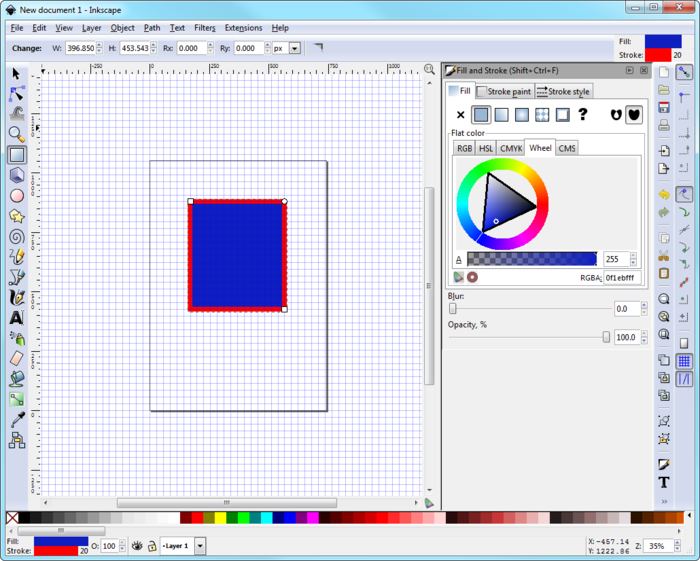 New document 1 - Inkscape
File Edit View Layer Object Path Text Filters Extensions Help
Change: W: 396.850 H: 453.543 Rx: 0.000 Ry: 0.000 px
Fill:
Stroke: 20
Fill and Stroke (Shift+Ctrl+F)
Fill Stroke paint Stroke style
?
Flat color
RGB HSL CMYK Wheel CMS
A 255
RGBA: 0f1ebfff
Blur:
0.0
Opacity, %
100.0
-250 0 250 500 750 1000
Fill:
Stroke: 20 O: 100 Layer 1
X: -457.14
Y: 1222.86
Z: 35%